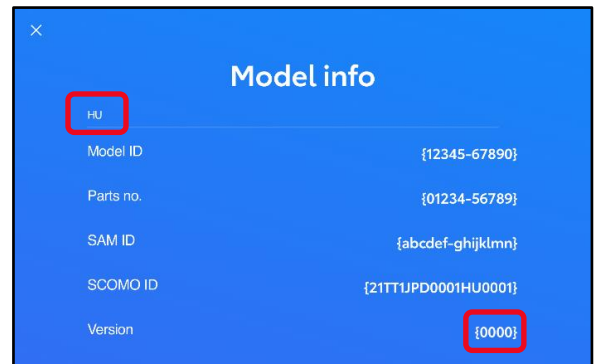 ×
Model info
HU
Model ID {12345-67890}
Parts no. {01234-56789}
SAM ID {abcdef-ghijklmn}
SCOMO ID {21TT1JPD0001HU0001}
Version {0000}